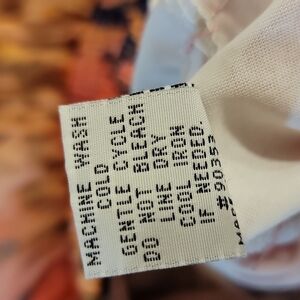 MACHINE WASH
COLD
GENTLE CYCLE
DO NOT BLEACH
LINE DRY
COOL IRON
IF NEEDED.